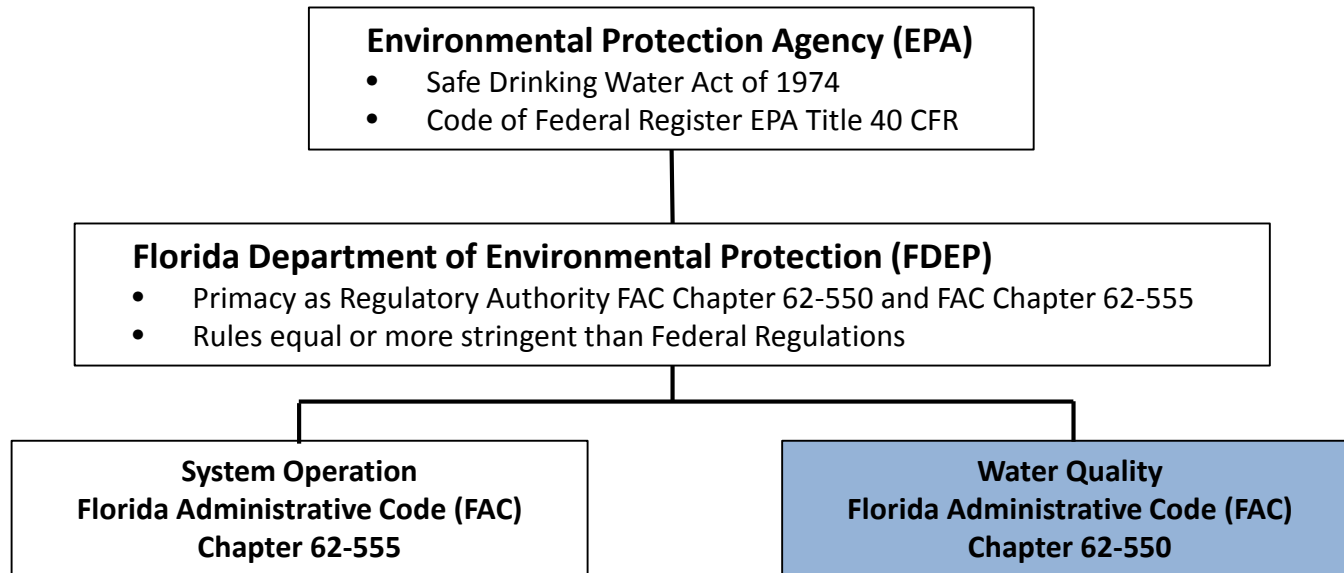 Environmental Protection Agency (EPA)
• Safe Drinking Water Act of 1974
• Code of Federal Register EPA Title 40 CFR
Florida Department of Environmental Protection (FDEP)
• Primacy as Regulatory Authority FAC Chapter 62-550 and FAC Chapter 62-555
• Rules equal or more stringent than Federal Regulations
System Operation
Florida Administrative Code (FAC)
Chapter 62-555
Water Quality
Florida Administrative Code (FAC)
Chapter 62-550